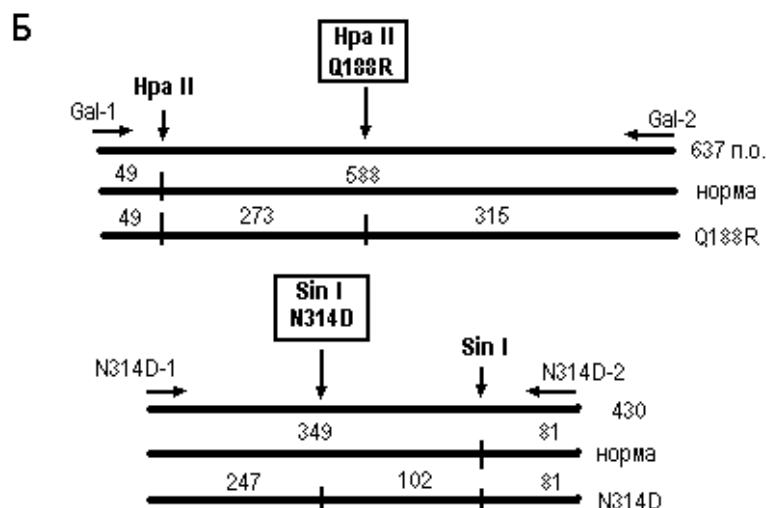 Б
Hpa II
Q188R
Hpa II
Gal-1
Gal-2
637 п.о.
49 588
норма
49 273 315
Q188R
Sin I
N314D
Sin I
N314D-1
N314D-2
430
349 81
норма
247 102 81
N314D